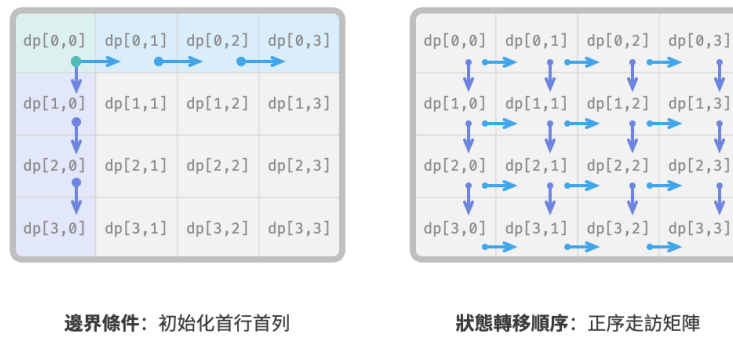 dp[0,0] dp[0,1] dp[0,2] dp[0,3]
dp[1,0] dp[1,1] dp[1,2] dp[1,3]
dp[2,0] dp[2,1] dp[2,2] dp[2,3]
dp[3,0] dp[3,1] dp[3,2] dp[3,3]
邊界條件：初始化首行首列
dp[0,0] dp[0,1] dp[0,2] dp[0,3]
dp[1,0] dp[1,1] dp[1,2] dp[1,3]
dp[2,0] dp[2,1] dp[2,2] dp[2,3]
dp[3,0] dp[3,1] dp[3,2] dp[3,3]
狀態轉移順序：正序走訪矩陣